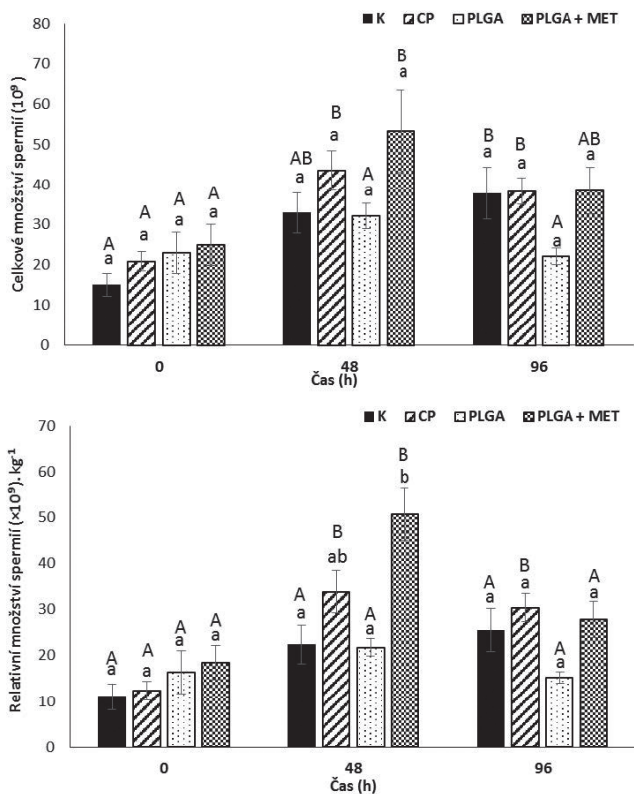 K CP PLGA PLGA + MET
Celkové množství spermií (10⁹)
80
70
60
50
40
30
20
10
0
A a
A a
A a
A a
AB a
B a
A a
B a
B a
B a
A a
AB a
0 48 96
Čas (h)
K CP PLGA PLGA + MET
Relativní množství spermií (×10⁹).kg⁻¹
70
60
50
40
30
20
10
0
A a
A a
A a
A a
A a
B ab
A a
B b
A a
B a
A a
A a
0 48 96
Čas (h)